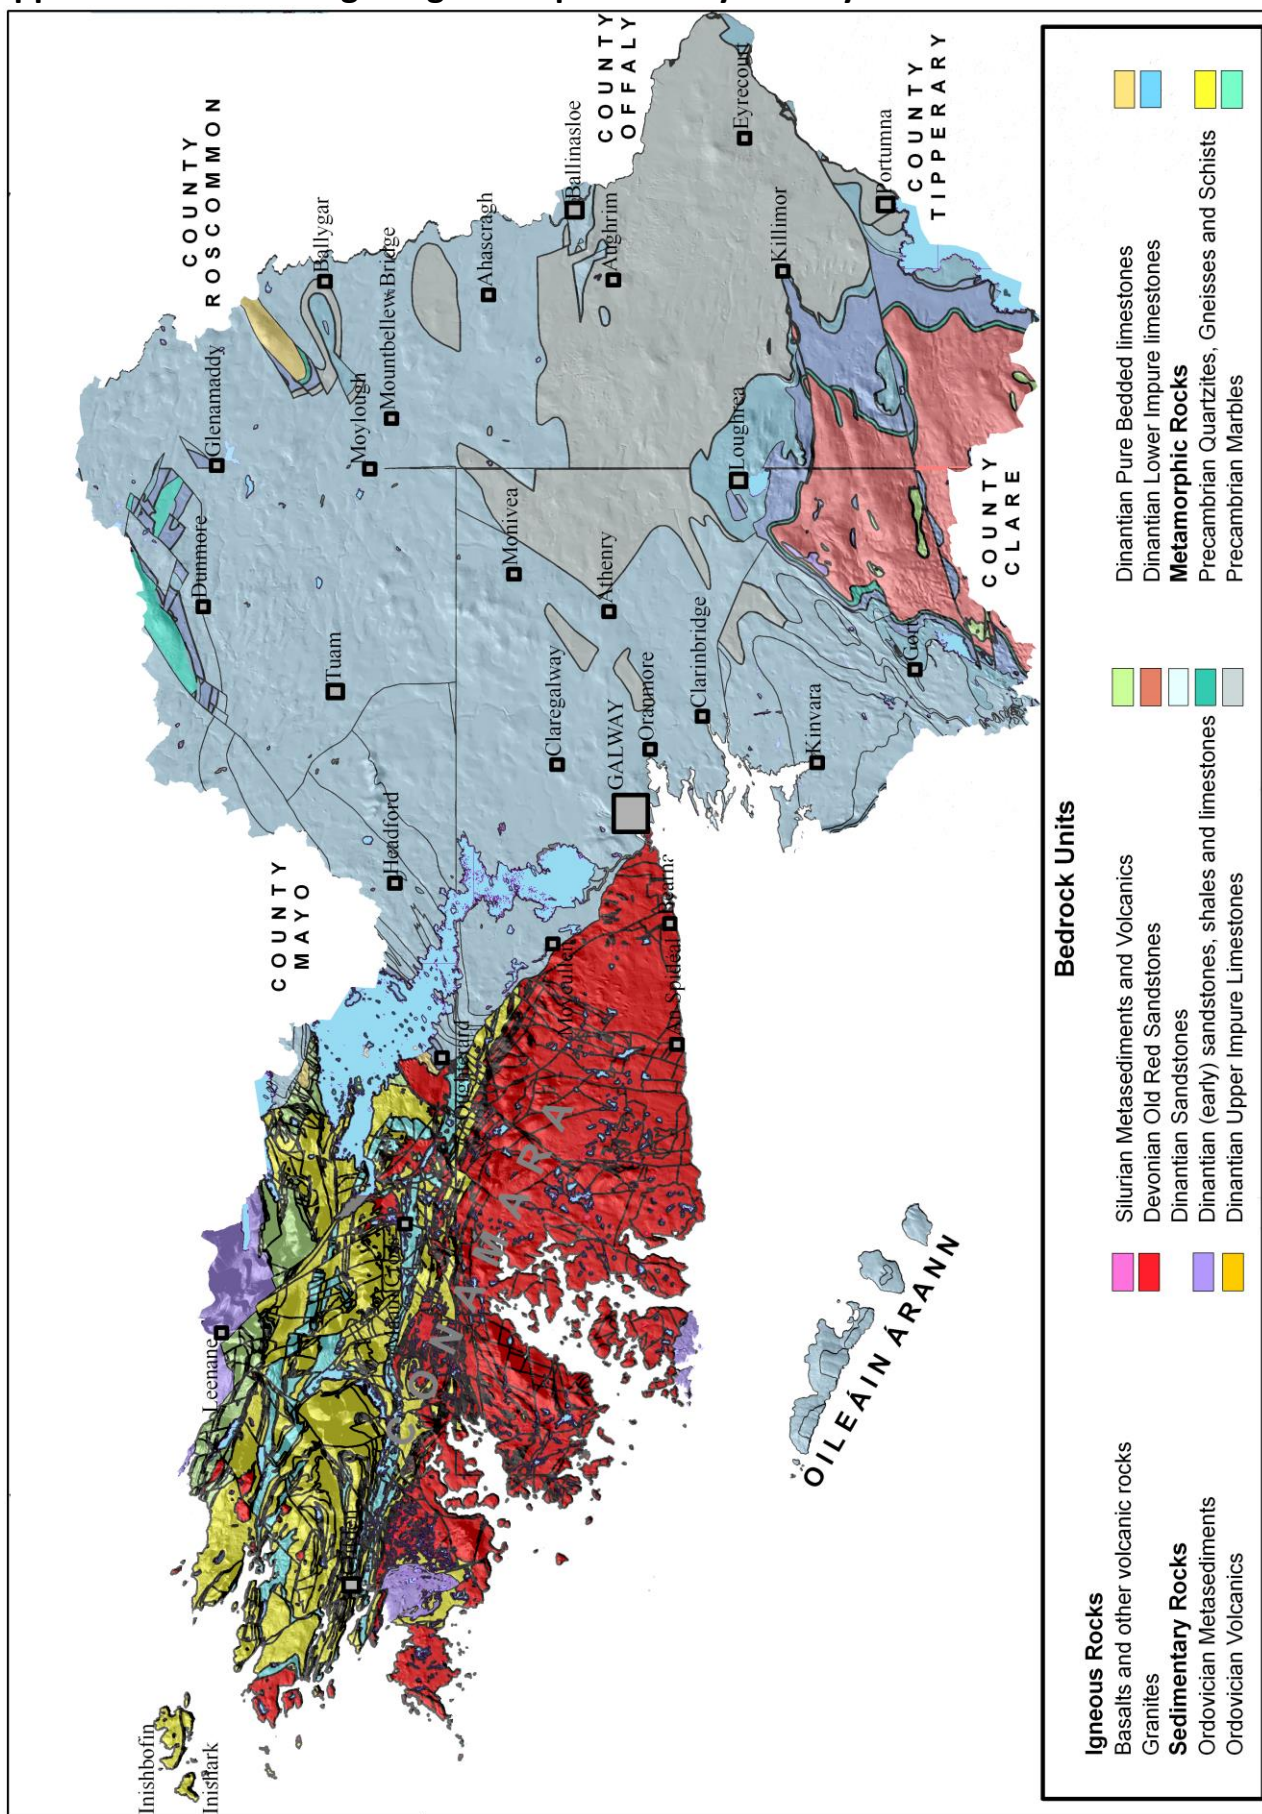 COUNTY
ROSCOMMON
COUNTY
OFFALY
COUNTY
TIPPERARY
COUNTY
CLARE
COUNTY
MAYO
Glenamaddy
Ballygar
Dunmore
Moylough
Mountbellew Bridge
Tuam
Ahascragh
Ballinasloe
Headford
Monivea
Aughrim
Eyrecourt
Claregalway
Athenry
GALWAY
Oranmore
Clarinbridge
Loughrea
Killimor
Portumna
Kinvara
Gort
Leenane
CONAMARA
Inishbofin
Inishark
OILEÁIN ÁRANN
Bedrock Units
Igneous Rocks
Basalts and other volcanic rocks
Granites
Sedimentary Rocks
Ordovician Metasediments
Ordovician Volcanics
Silurian Metasediments and Volcanics
Devonian Old Red Sandstones
Dinantian Sandstones
Dinantian (early) sandstones, shales and limestones
Dinantian Upper Impure Limestones
Dinantian Pure Bedded limestones
Dinantian Lower Impure limestones
Metamorphic Rocks
Precambrian Quartzites, Gneisses and Schists
Precambrian Marbles